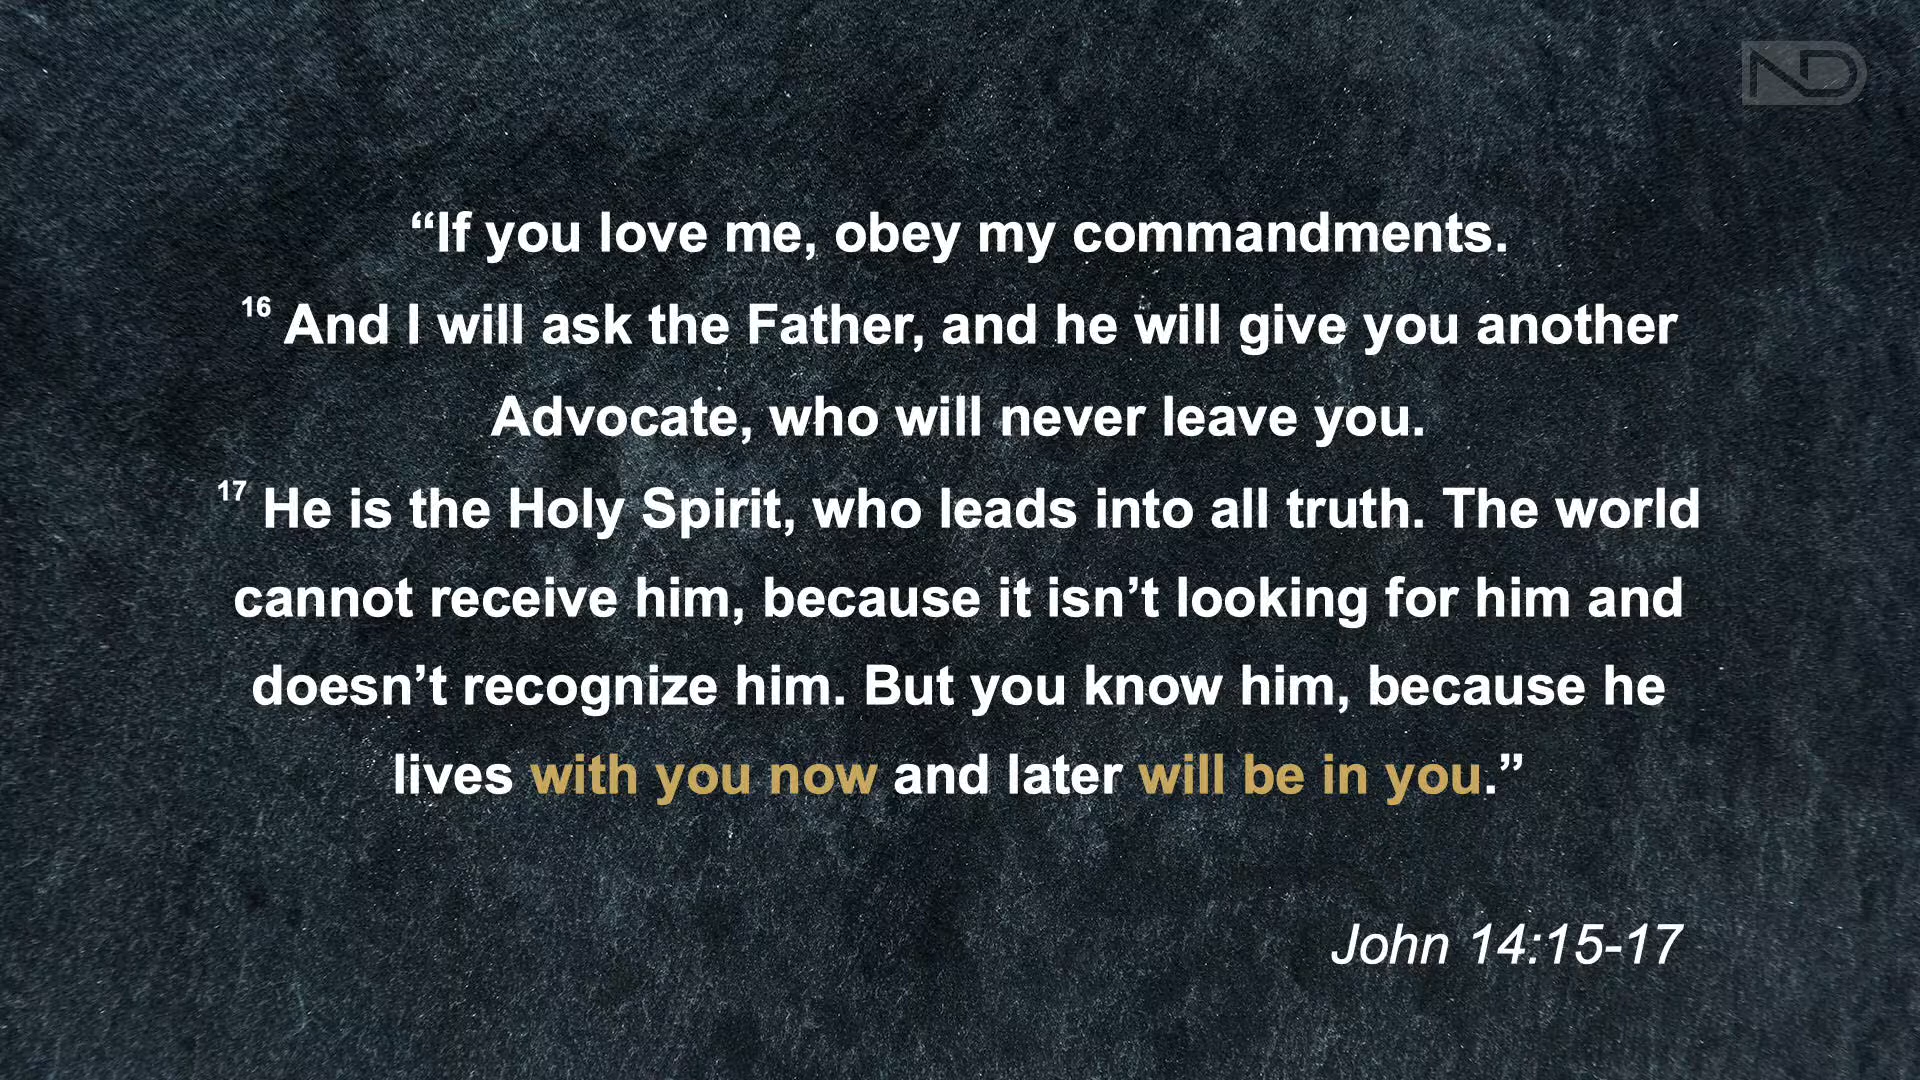 ND
“If you love me, obey my commandments.
16 And I will ask the Father, and he will give you another
Advocate, who will never leave you.
17 He is the Holy Spirit, who leads into all truth. The world
cannot receive him, because it isn’t looking for him and
doesn’t recognize him. But you know him, because he
lives with you now and later will be in you.”
John 14:15-17